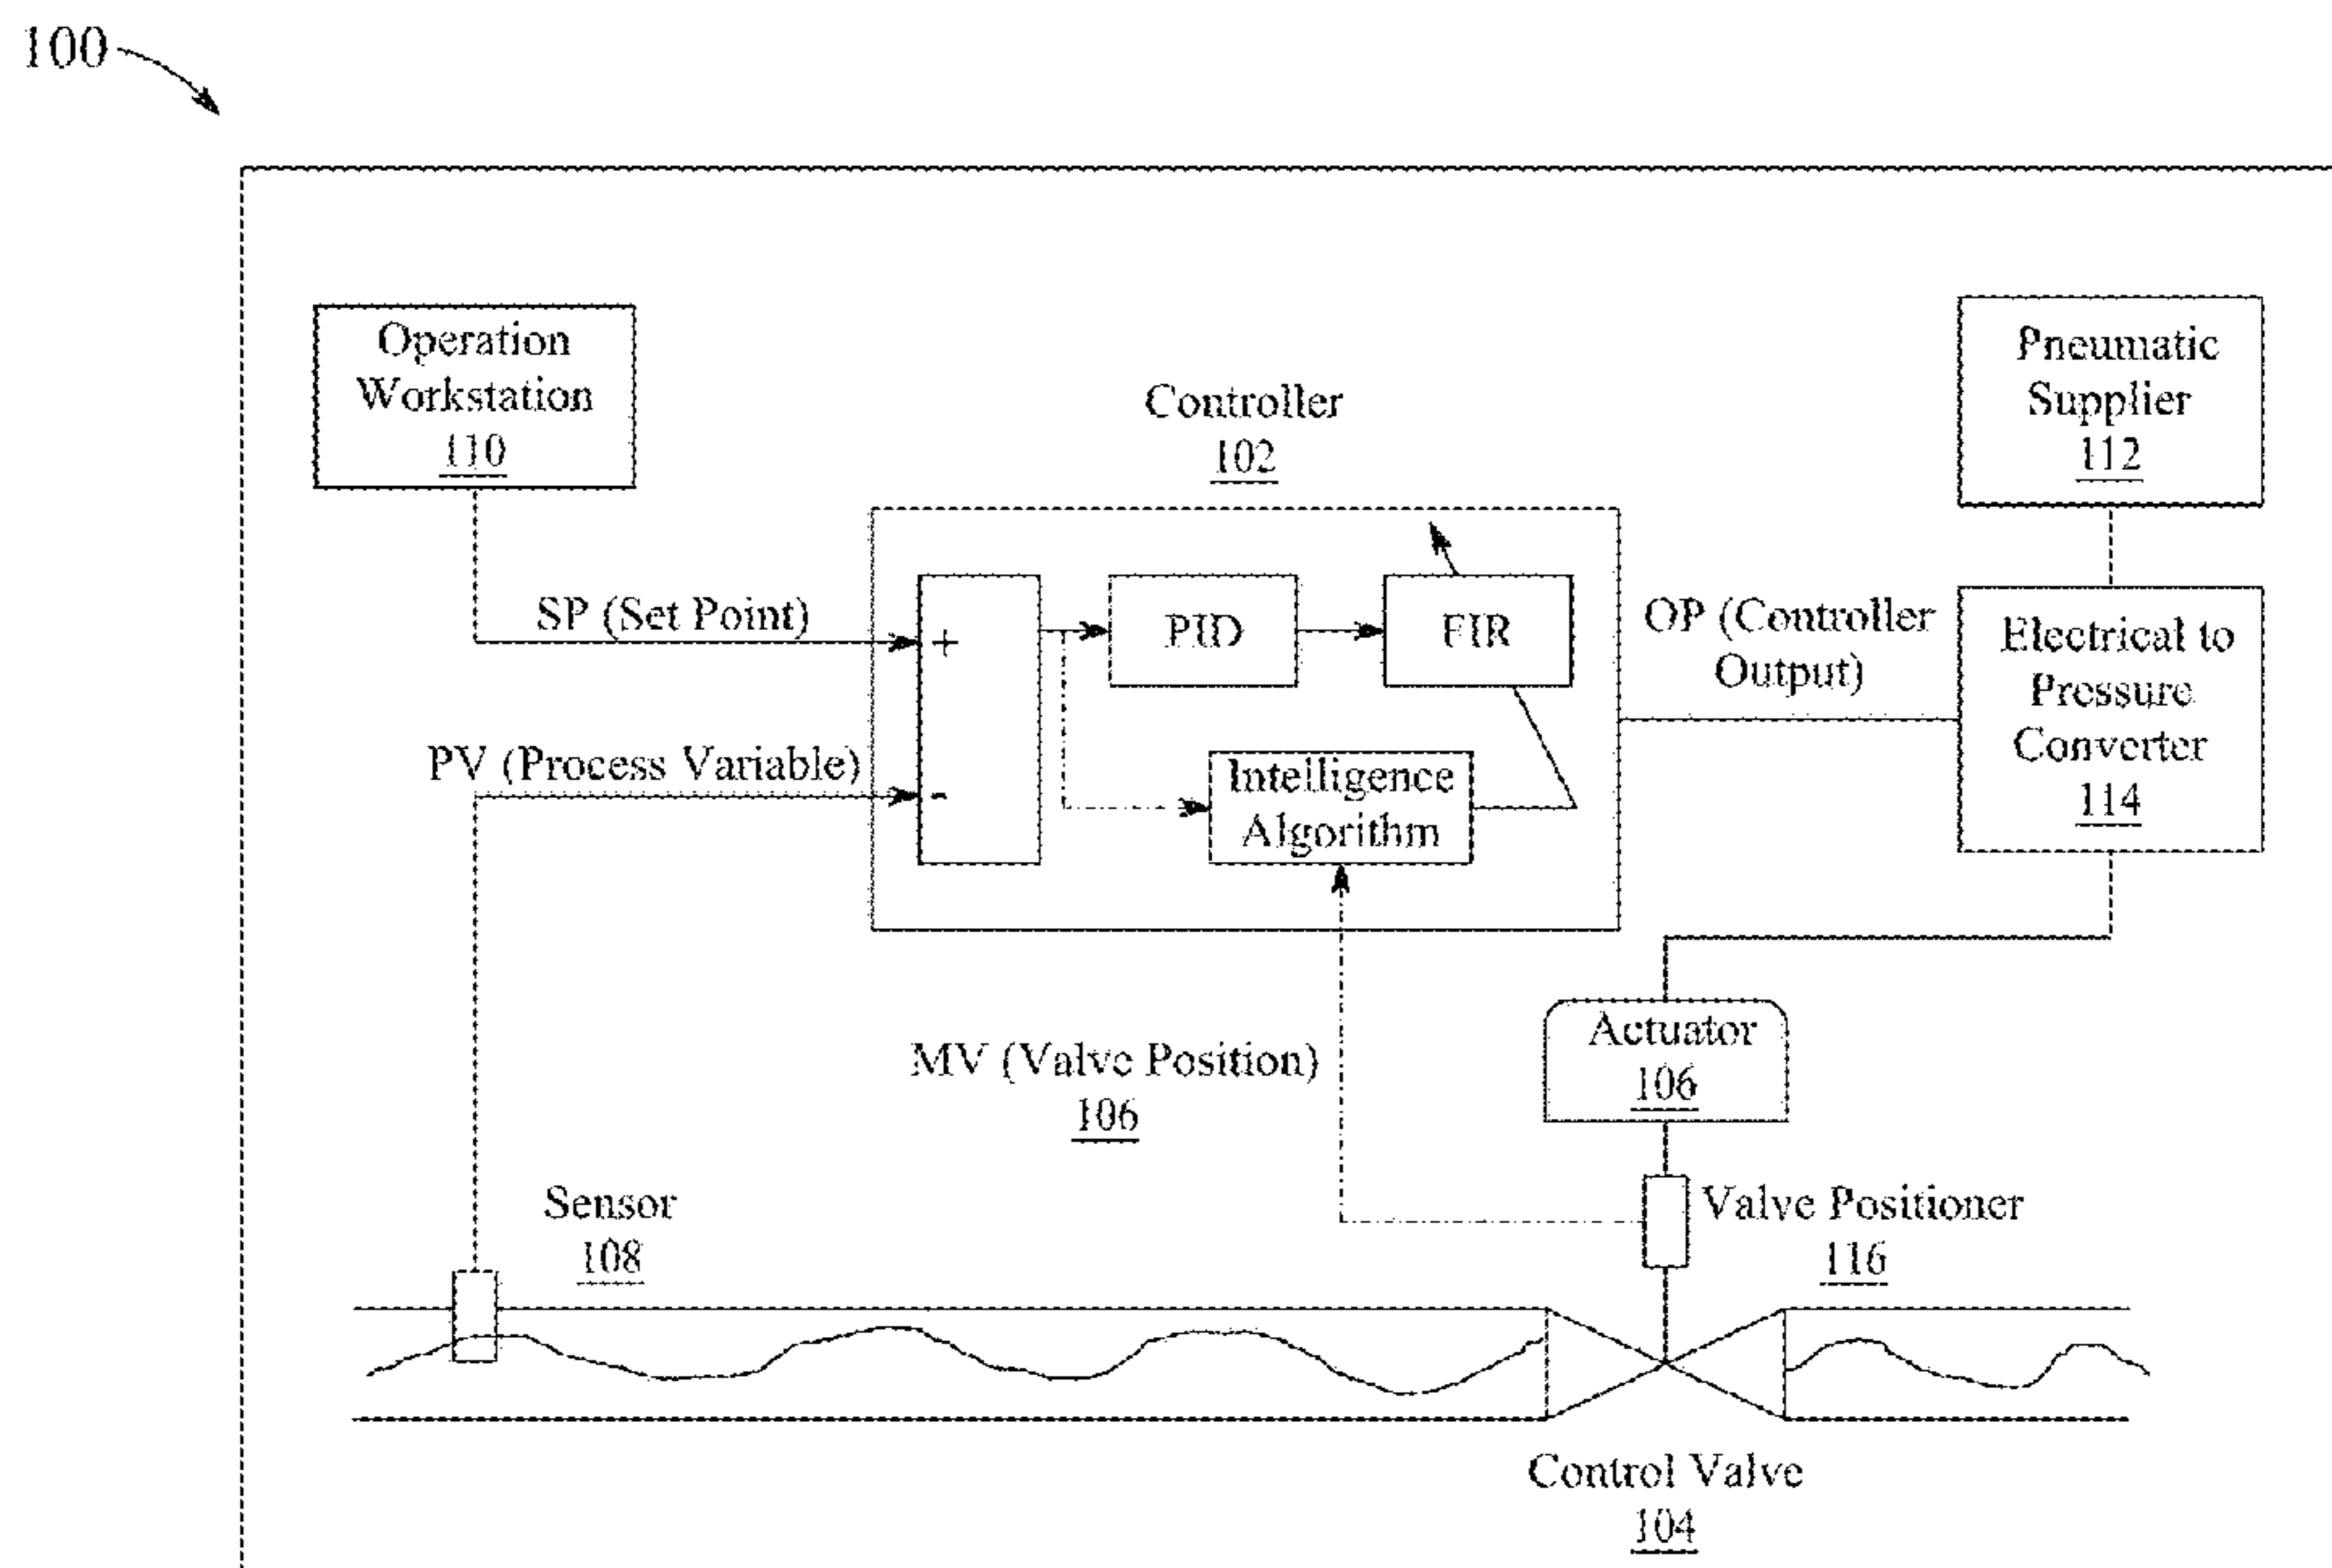 100
Operation
Workstation
110
Pneumatic
Supplier
112
Controller
102
SP (Set Point)
+
PID
FIR
OP (Controller
Output)
Electrical to
Pressure
Converter
114
PV (Process Variable)
-
Intelligence
Algorithm
Actuator
106
MV (Valve Position)
106
Sensor
108
Valve Positioner
116
Control Valve
104